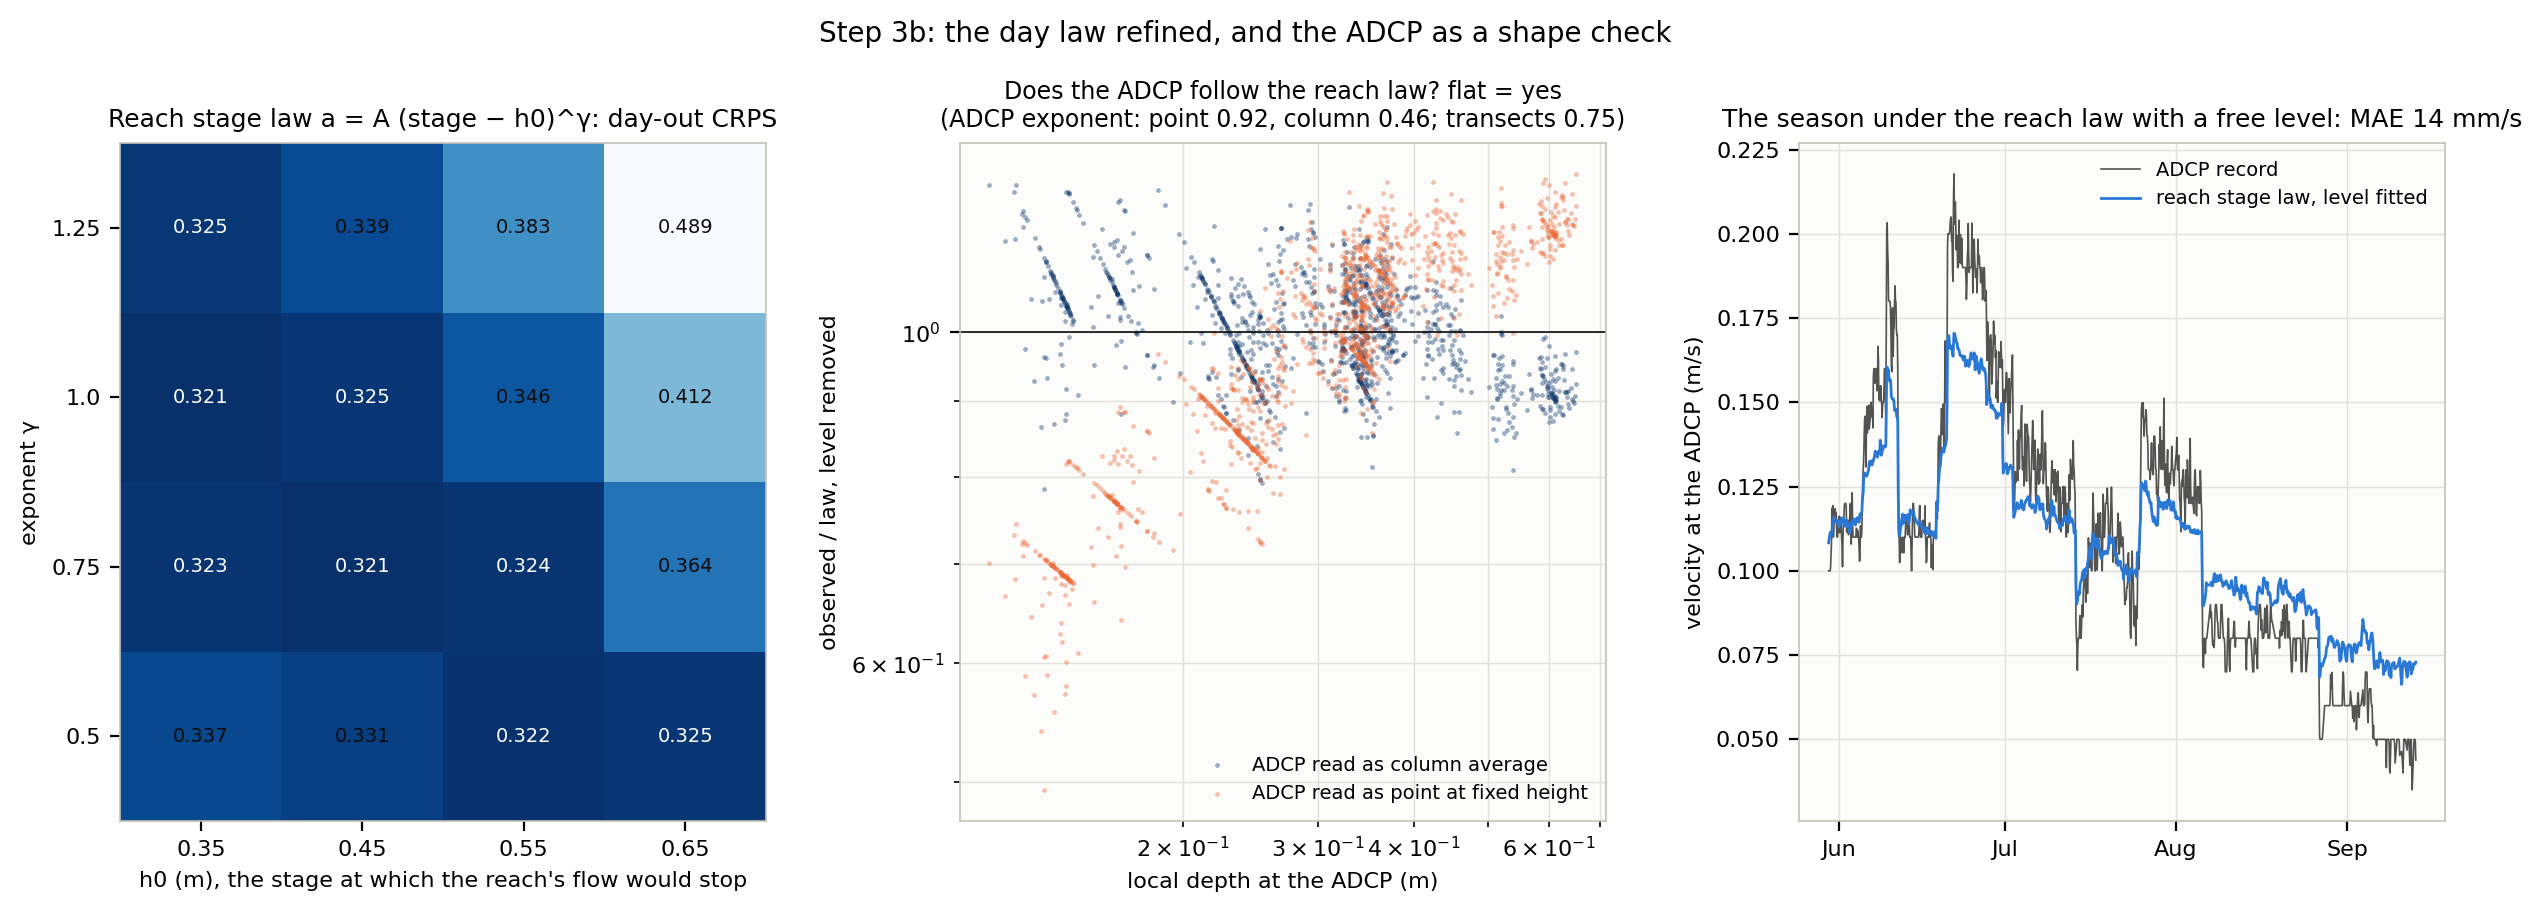 Step 3b: the day law refined, and the ADCP as a shape check
Reach stage law a = A (stage − h0)^γ: day-out CRPS
exponent γ
1.25
1.0
0.75
0.5
0.325 0.339 0.383 0.489
0.321 0.325 0.346 0.412
0.323 0.321 0.324 0.364
0.337 0.331 0.322 0.325
0.35 0.45 0.55 0.65
h0 (m), the stage at which the reach's flow would stop
Does the ADCP follow the reach law? flat = yes
(ADCP exponent: point 0.92, column 0.46; transects 0.75)
observed / law, level removed
10⁰
6 × 10⁻¹
ADCP read as column average
ADCP read as point at fixed height
2 × 10⁻¹ 3 × 10⁻¹ 4 × 10⁻¹ 6 × 10⁻¹
local depth at the ADCP (m)
The season under the reach law with a free level: MAE 14 mm/s
velocity at the ADCP (m/s)
0.225
0.200
0.175
0.150
0.125
0.100
0.075
0.050
ADCP record
reach stage law, level fitted
Jun Jul Aug Sep